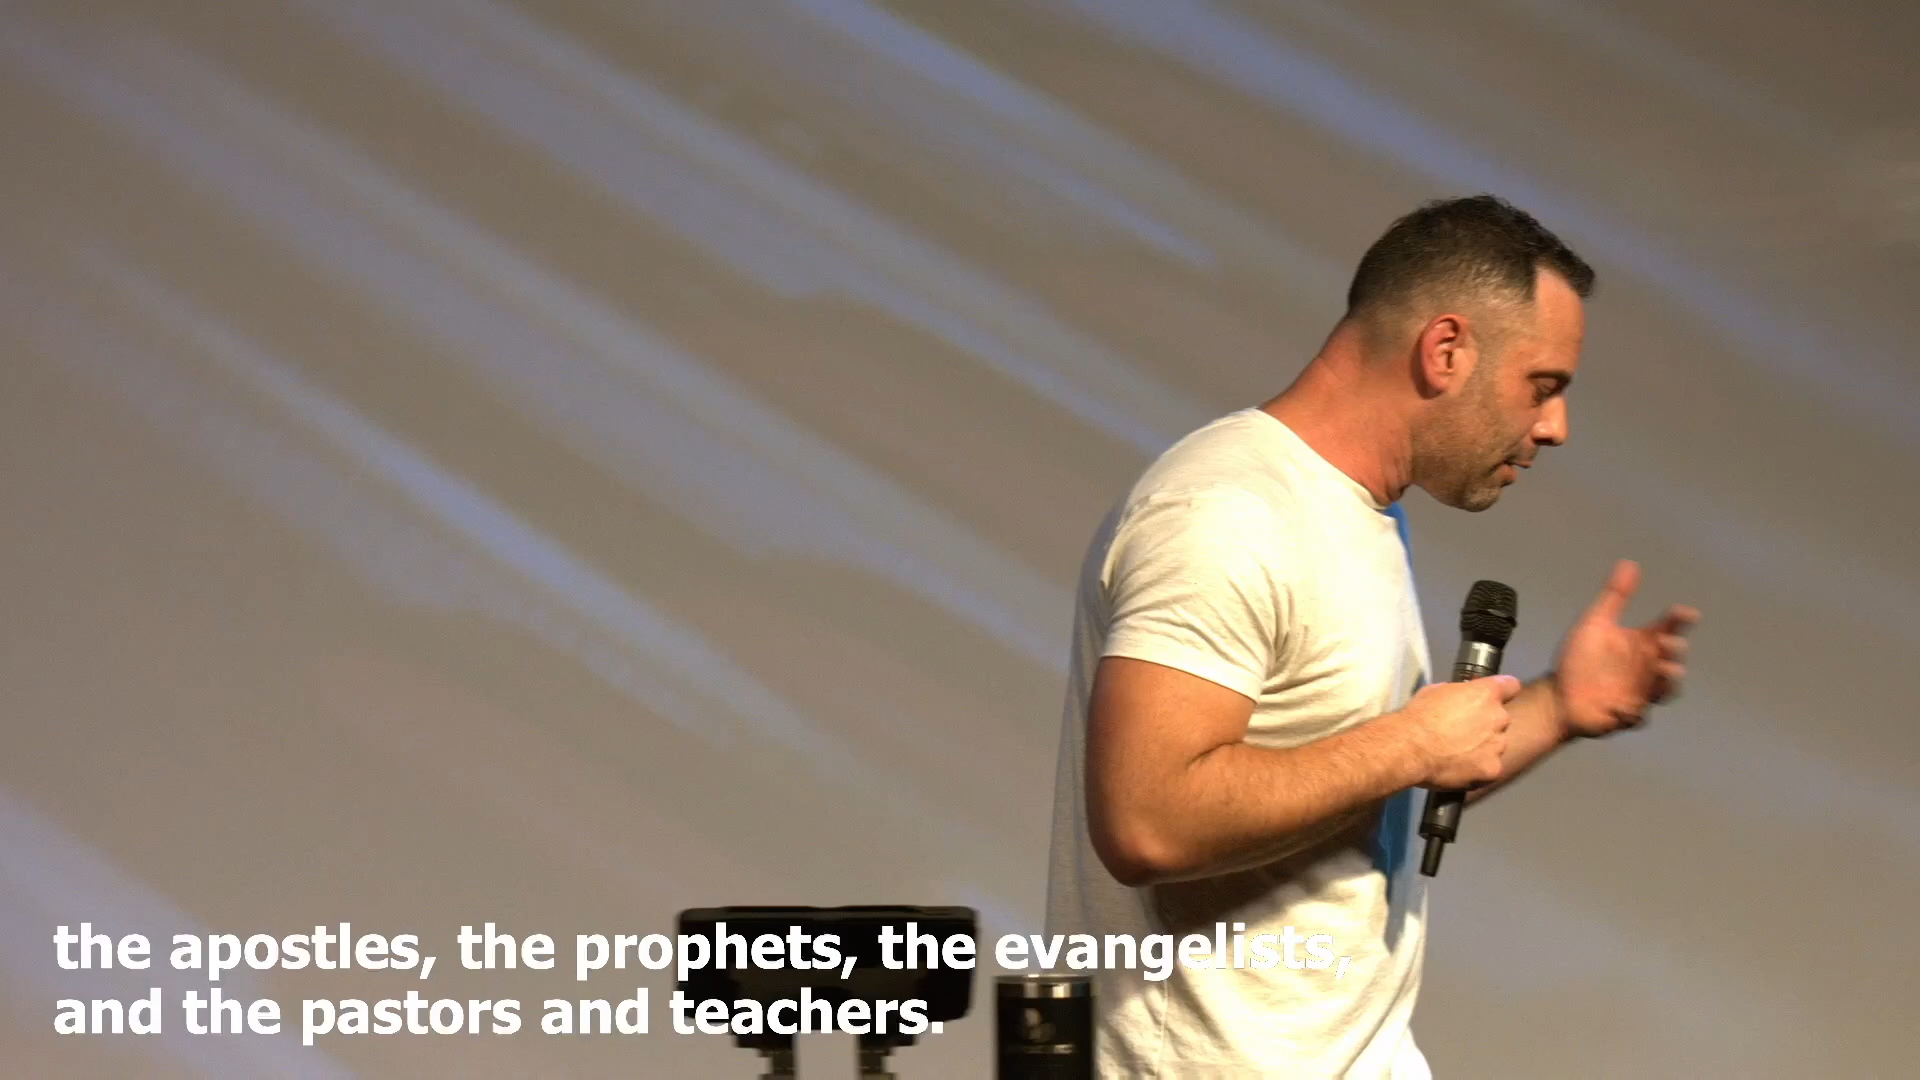 the apostles, the prophets, the evangelists,
and the pastors and teachers.